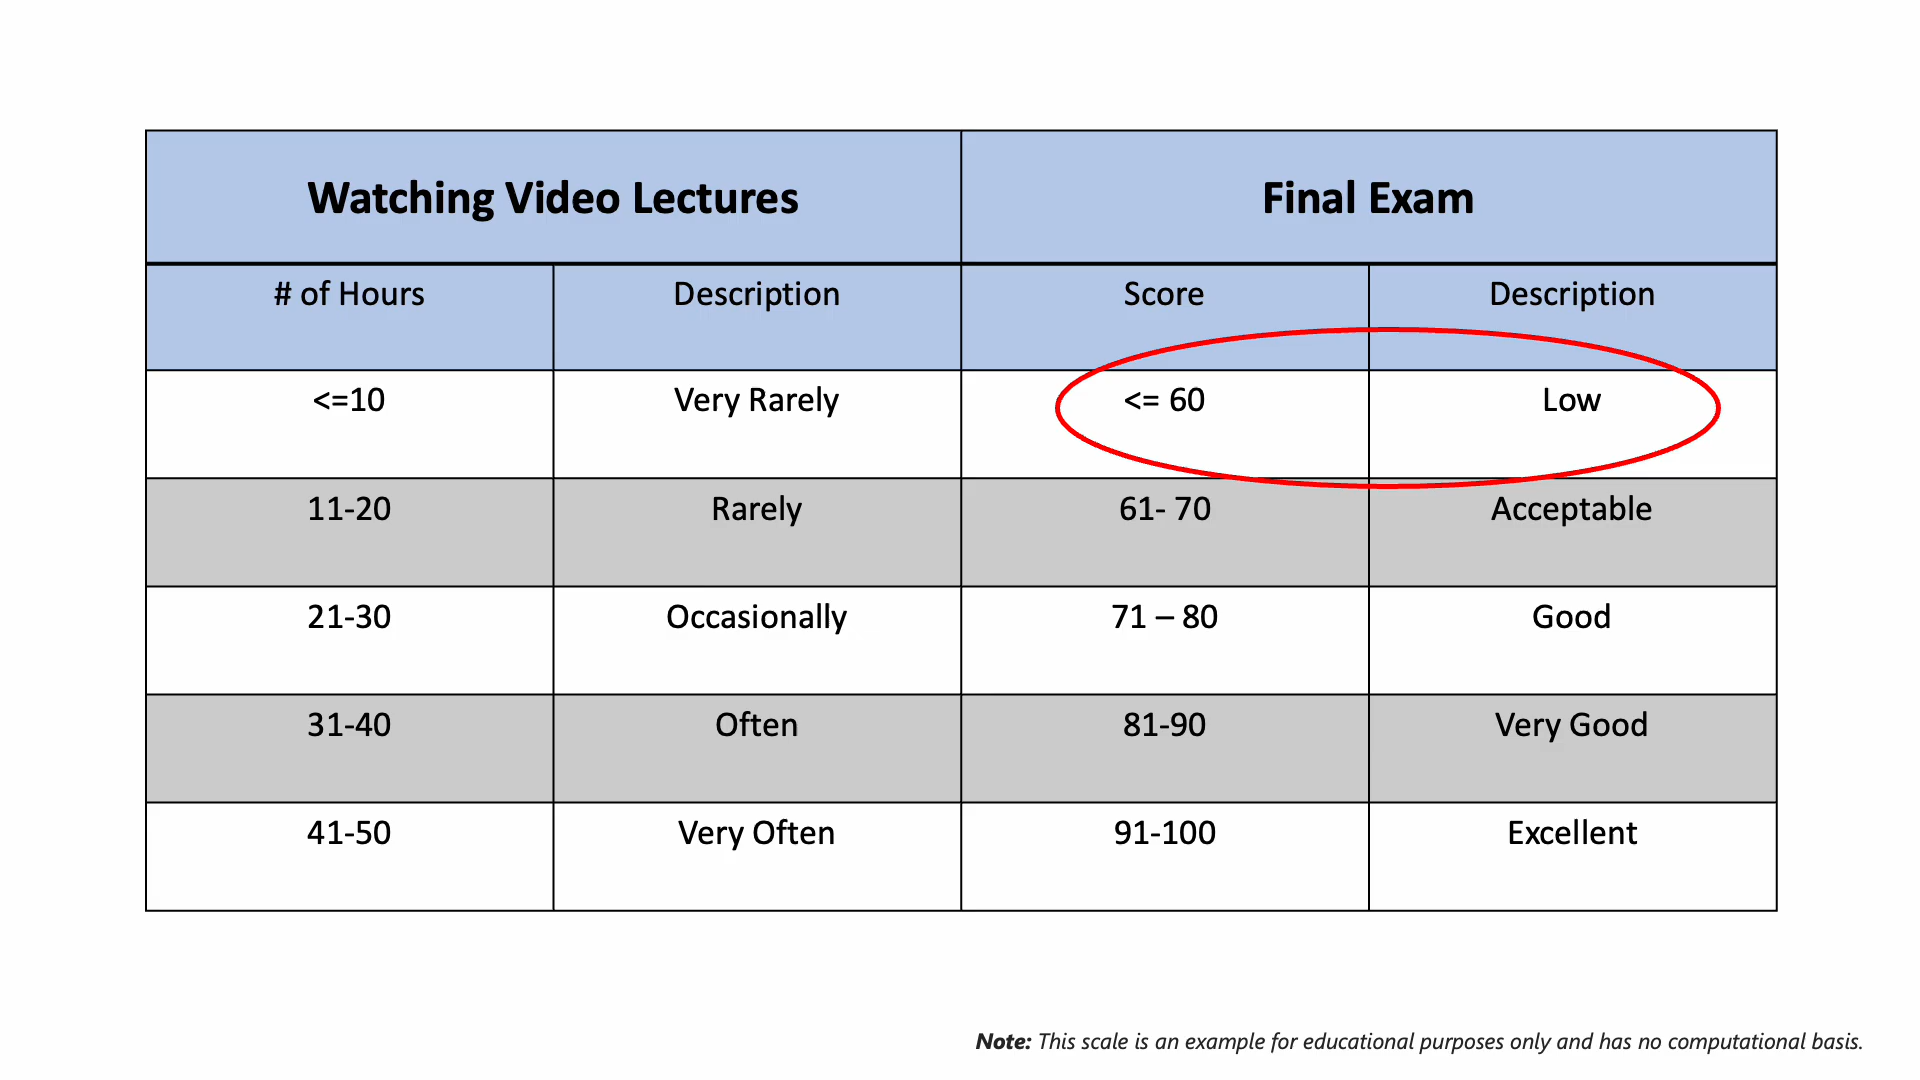 Watching Video Lectures Final Exam
# of Hours Description Score Description
<=10 Very Rarely <= 60 Low
11-20 Rarely 61- 70 Acceptable
21-30 Occasionally 71 – 80 Good
31-40 Often 81-90 Very Good
41-50 Very Often 91-100 Excellent
Note: This scale is an example for educational purposes only and has no computational basis.